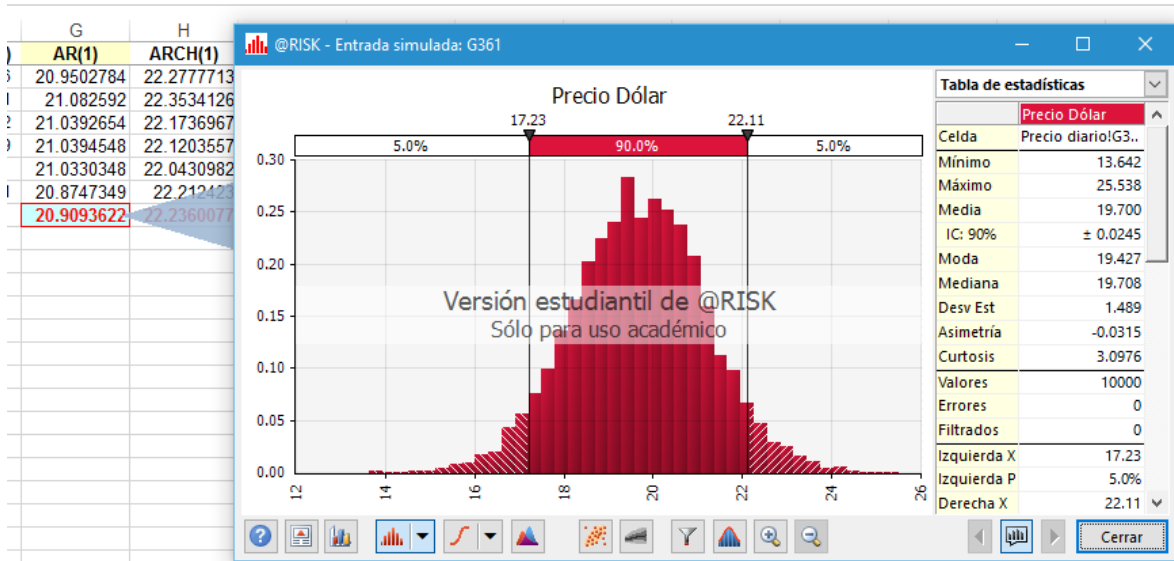 G H
AR(1) ARCH(1)
20.9502784 22.2777713
21.082592 22.3534126
21.0392654 22.1736967
21.0394548 22.1203557
21.0330348 22.0430982
20.8747349 22.212423
20.9093622 22.2360077
@RISK - Entrada simulada: G361
Precio Dólar
17.23 22.11
5.0% 90.0% 5.0%
0.30
0.25
0.20
0.15
0.10
0.05
0.00
12 14 16 18 20 22 24 26
Versión estudiantil de @RISK
Sólo para uso académico
Tabla de estadísticas
Precio Dólar
Celda Precio diario!G3..
Mínimo 13.642
Máximo 25.538
Media 19.700
IC: 90% ± 0.0245
Moda 19.427
Mediana 19.708
Desv Est 1.489
Asimetría -0.0315
Curtosis 3.0976
Valores 10000
Errores 0
Filtrados 0
Izquierda X 17.23
Izquierda P 5.0%
Derecha X 22.11
Cerrar